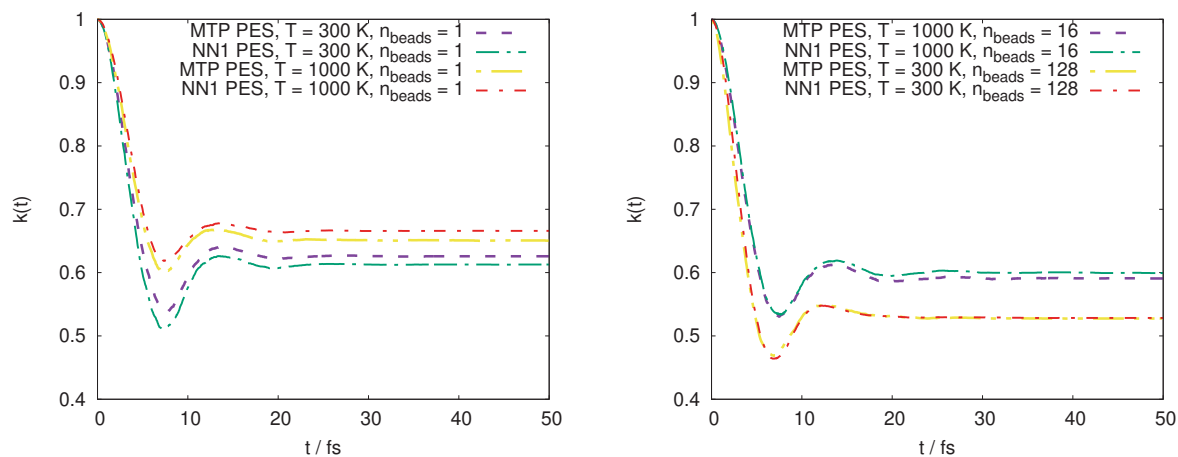 MTP PES, T = 300 K, n_beads = 1
NN1 PES, T = 300 K, n_beads = 1
MTP PES, T = 1000 K, n_beads = 1
NN1 PES, T = 1000 K, n_beads = 1
1
0.9
0.8
0.7
0.6
0.5
0.4
k(t)
0 10 20 30 40 50
t / fs
MTP PES, T = 1000 K, n_beads = 16
NN1 PES, T = 1000 K, n_beads = 16
MTP PES, T = 300 K, n_beads = 128
NN1 PES, T = 300 K, n_beads = 128
1
0.9
0.8
0.7
0.6
0.5
0.4
k(t)
0 10 20 30 40 50
t / fs